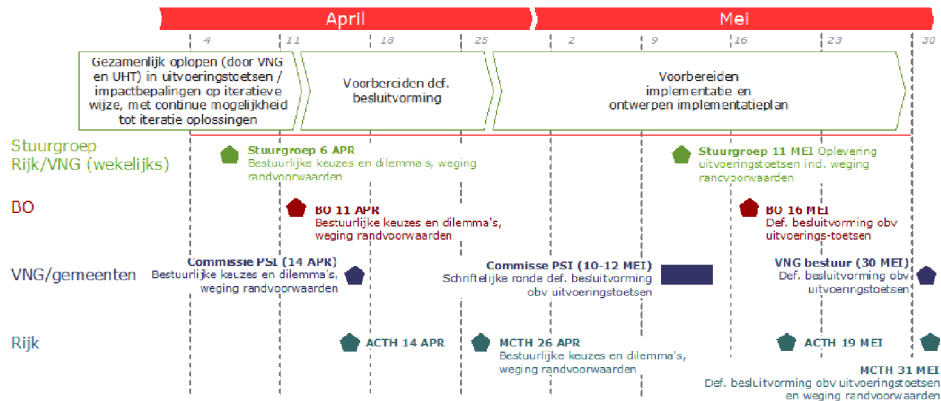 April
Mei
4
11
18
25
2
9
16
23
30
Gezamenlijk oplopen (door VNG
en UHT) in uitvoeringstoetsen /
impactbepalingen op iteratieve
wijze, met continue mogelijkheid
tot iteratie oplossingen
Voorbereiden def.
besluitvorming
Voorbereiden
implementatie en
ontwerpen implementatieplan
Stuurgroep
Rijk/VNG (wekelijks)
Stuurgroep 6 APR
Bestuurlijke keuzes en dilemma's, weging
randvoorwaarden
Stuurgroep 11 MEI Oplevering
uitvoeringstoetsen incl. weging
randvoorwaarden
BO
BO 11 APR
Bestuurlijke keuzes en dilemma's,
weging randvoorwaarden
BO 16 MEI
Def. besluitvorming obv
uitvoerings-toetsen
VNG/gemeenten
Commissie PSI (14 APR)
Bestuurlijke keuzes en dilemma's,
weging randvoorwaarden
Commissie PSI (10-12 MEI)
Schriftelijke ronde def. besluitvorming
obv uitvoeringstoetsen
VNG bestuur (30 MEI)
Def. besluitvorming obv
uitvoeringstoetsen
Rijk
ACTH 14 APR
MCTH 26 APR
Bestuurlijke keuzes en dilemma's,
weging randvoorwaarden
ACTH 19 MEI
MCTH 31 MEI
Def. besluitvorming obv uitvoeringstoetsen
en weging randvoorwaarden